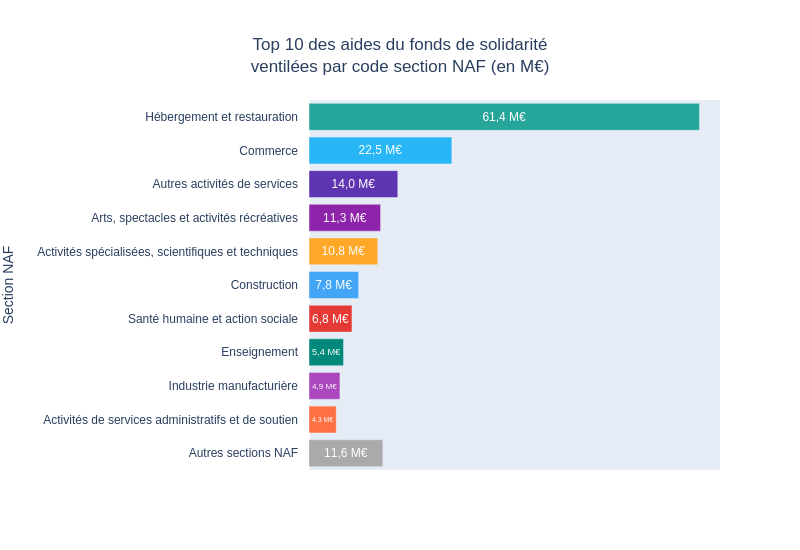 Top 10 des aides du fonds de solidarité
ventilées par code section NAF (en M€)
Section NAF
Hébergement et restauration 61,4 M€
Commerce 22,5 M€
Autres activités de services 14,0 M€
Arts, spectacles et activités récréatives 11,3 M€
Activités spécialisées, scientifiques et techniques 10,8 M€
Construction 7,8 M€
Santé humaine et action sociale 6,8 M€
Enseignement 5,4 M€
Industrie manufacturière 4,9 M€
Activités de services administratifs et de soutien 4,3 M€
Autres sections NAF 11,6 M€